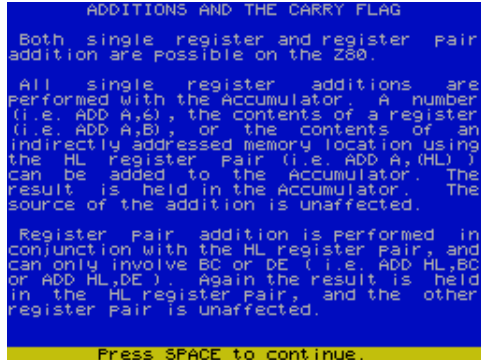 ADDITIONS AND THE CARRY FLAG
Both single register and register pair
addition are possible on the Z80.
All single register additions are
performed with the Accumulator. A number
(i.e. ADD A,6), the contents of a register
(i.e. ADD A,B), or the contents of an
indirectly addressed memory location using
the HL register pair (i.e. ADD A,(HL) )
can be added to the Accumulator. The
result is held in the Accumulator. The
source of the addition is unaffected.
Register pair addition is performed in
conjunction with the HL register pair, and
can only involve BC or DE ( i.e. ADD HL,BC
or ADD HL,DE ). Again the result is held
in the HL register pair, and the other
register pair is unaffected.
Press SPACE to continue.